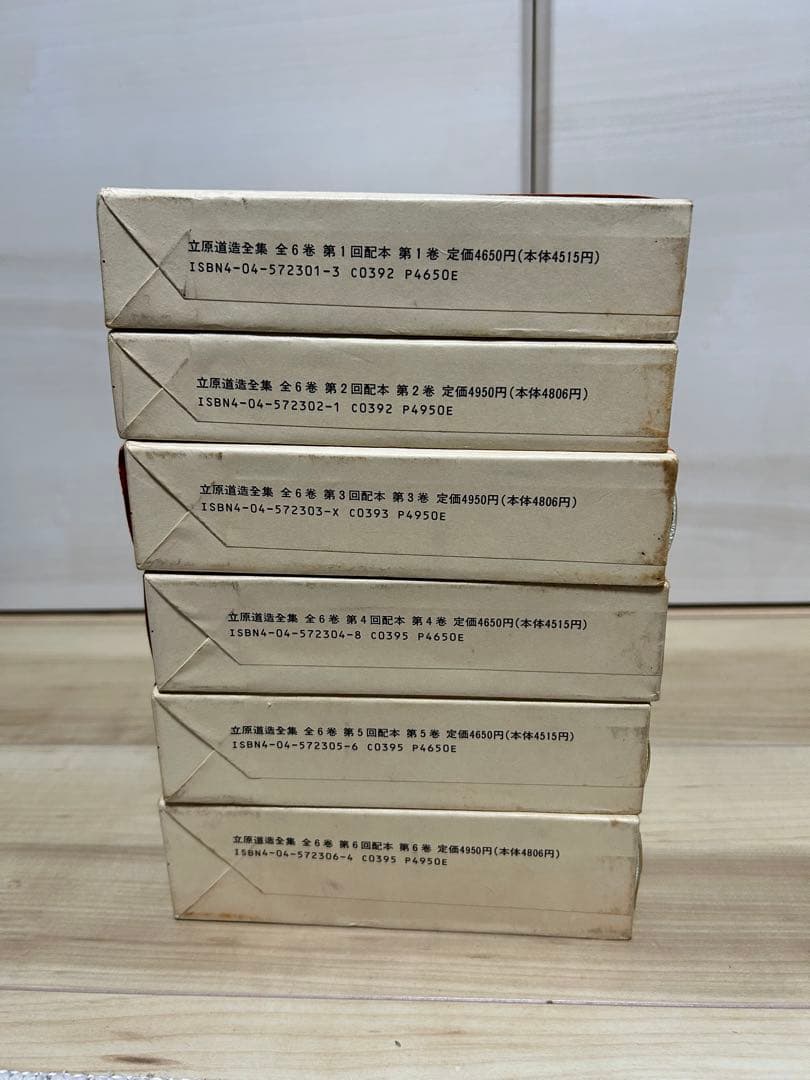 立原道造全集 全6巻 第1回配本 第1巻 定価4650円(本体4515円)
ISBN4-04-572301-3 C0392 P4650E
立原道造全集 全6巻 第2回配本 第2巻 定価4950円(本体4806円)
ISBN4-04-572302-1 C0392 P4950E
立原道造全集 全6巻 第3回配本 第3巻 定価4950円(本体4806円)
ISBN4-04-572303-X C0393 P4950E
立原道造全集 全6巻 第4回配本 第4巻 定価4650円(本体4515円)
ISBN4-04-572304-8 C0395 P4650E
立原道造全集 全6巻 第5回配本 第5巻 定価4650円(本体4515円)
ISBN4-04-572305-6 C0395 P4650E
立原道造全集 全6巻 第6回配本 第6巻 定価4950円(本体4806円)
ISBN4-04-572306-4 C0395 P4950E